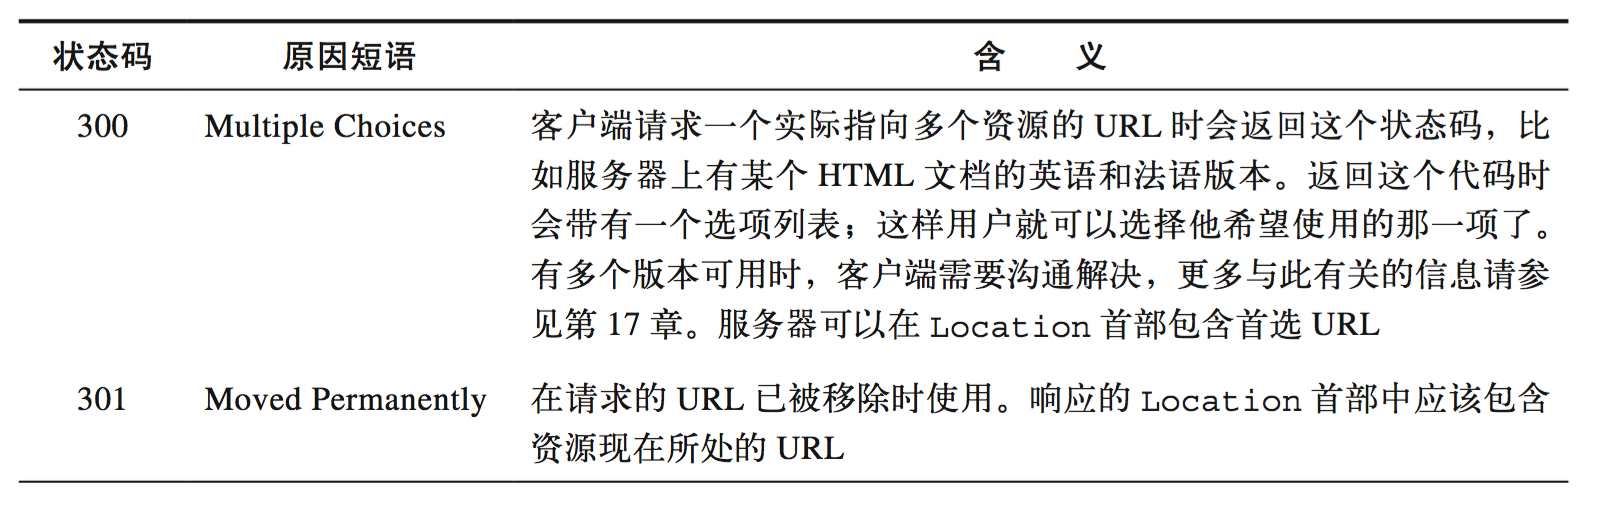 状态码 原因短语 含 义
300 Multiple Choices 客户端请求一个实际指向多个资源的 URL 时会返回这个状态码，比
如服务器上有某个 HTML 文档的英语和法语版本。返回这个代码时
会带有一个选项列表；这样用户就可以选择他希望使用的那一项了。
有多个版本可用时，客户端需要沟通解决，更多与此有关的信息请参
见第 17 章。服务器可以在 Location 首部包含首选 URL
301 Moved Permanently 在请求的 URL 已被移除时使用。响应的 Location 首部中应该包含
资源现在所处的 URL